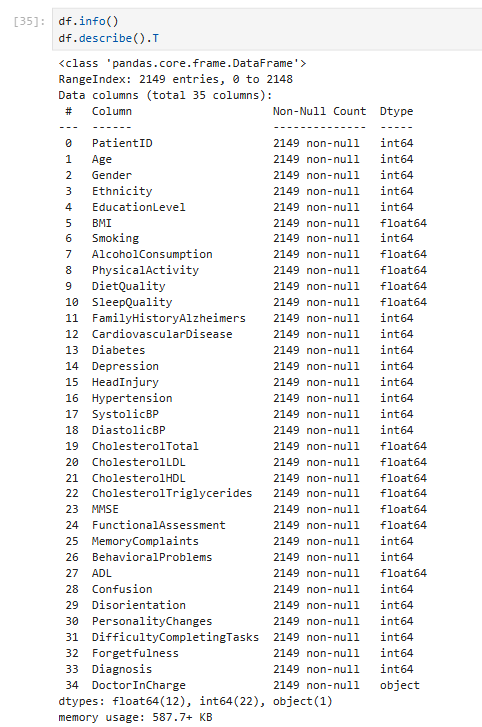 [35]: df.info()
df.describe().T
<class 'pandas.core.frame.DataFrame'>
RangeIndex: 2149 entries, 0 to 2148
Data columns (total 35 columns):
 #   Column                     Non-Null Count  Dtype
---  ------                     --------------  -----
 0   PatientID                  2149 non-null   int64
 1   Age                        2149 non-null   int64
 2   Gender                     2149 non-null   int64
 3   Ethnicity                  2149 non-null   int64
 4   EducationLevel             2149 non-null   int64
 5   BMI                        2149 non-null   float64
 6   Smoking                    2149 non-null   int64
 7   AlcoholConsumption         2149 non-null   float64
 8   PhysicalActivity           2149 non-null   float64
 9   DietQuality                2149 non-null   float64
 10  SleepQuality               2149 non-null   float64
 11  FamilyHistoryAlzheimers    2149 non-null   int64
 12  CardiovascularDisease      2149 non-null   int64
 13  Diabetes                   2149 non-null   int64
 14  Depression                 2149 non-null   int64
 15  HeadInjury                 2149 non-null   int64
 16  Hypertension               2149 non-null   int64
 17  SystolicBP                 2149 non-null   int64
 18  DiastolicBP                2149 non-null   int64
 19  CholesterolTotal           2149 non-null   float64
 20  CholesterolLDL             2149 non-null   float64
 21  CholesterolHDL             2149 non-null   float64
 22  CholesterolTriglycerides   2149 non-null   float64
 23  MMSE                       2149 non-null   float64
 24  FunctionalAssessment       2149 non-null   float64
 25  MemoryComplaints           2149 non-null   int64
 26  BehavioralProblems         2149 non-null   int64
 27  ADL                        2149 non-null   float64
 28  Confusion                  2149 non-null   int64
 29  Disorientation             2149 non-null   int64
 30  PersonalityChanges         2149 non-null   int64
 31  DifficultyCompletingTasks  2149 non-null   int64
 32  Forgetfulness              2149 non-null   int64
 33  Diagnosis                  2149 non-null   int64
 34  DoctorInCharge             2149 non-null   object
dtypes: float64(12), int64(22), object(1)
memory usage: 587.7+ KB